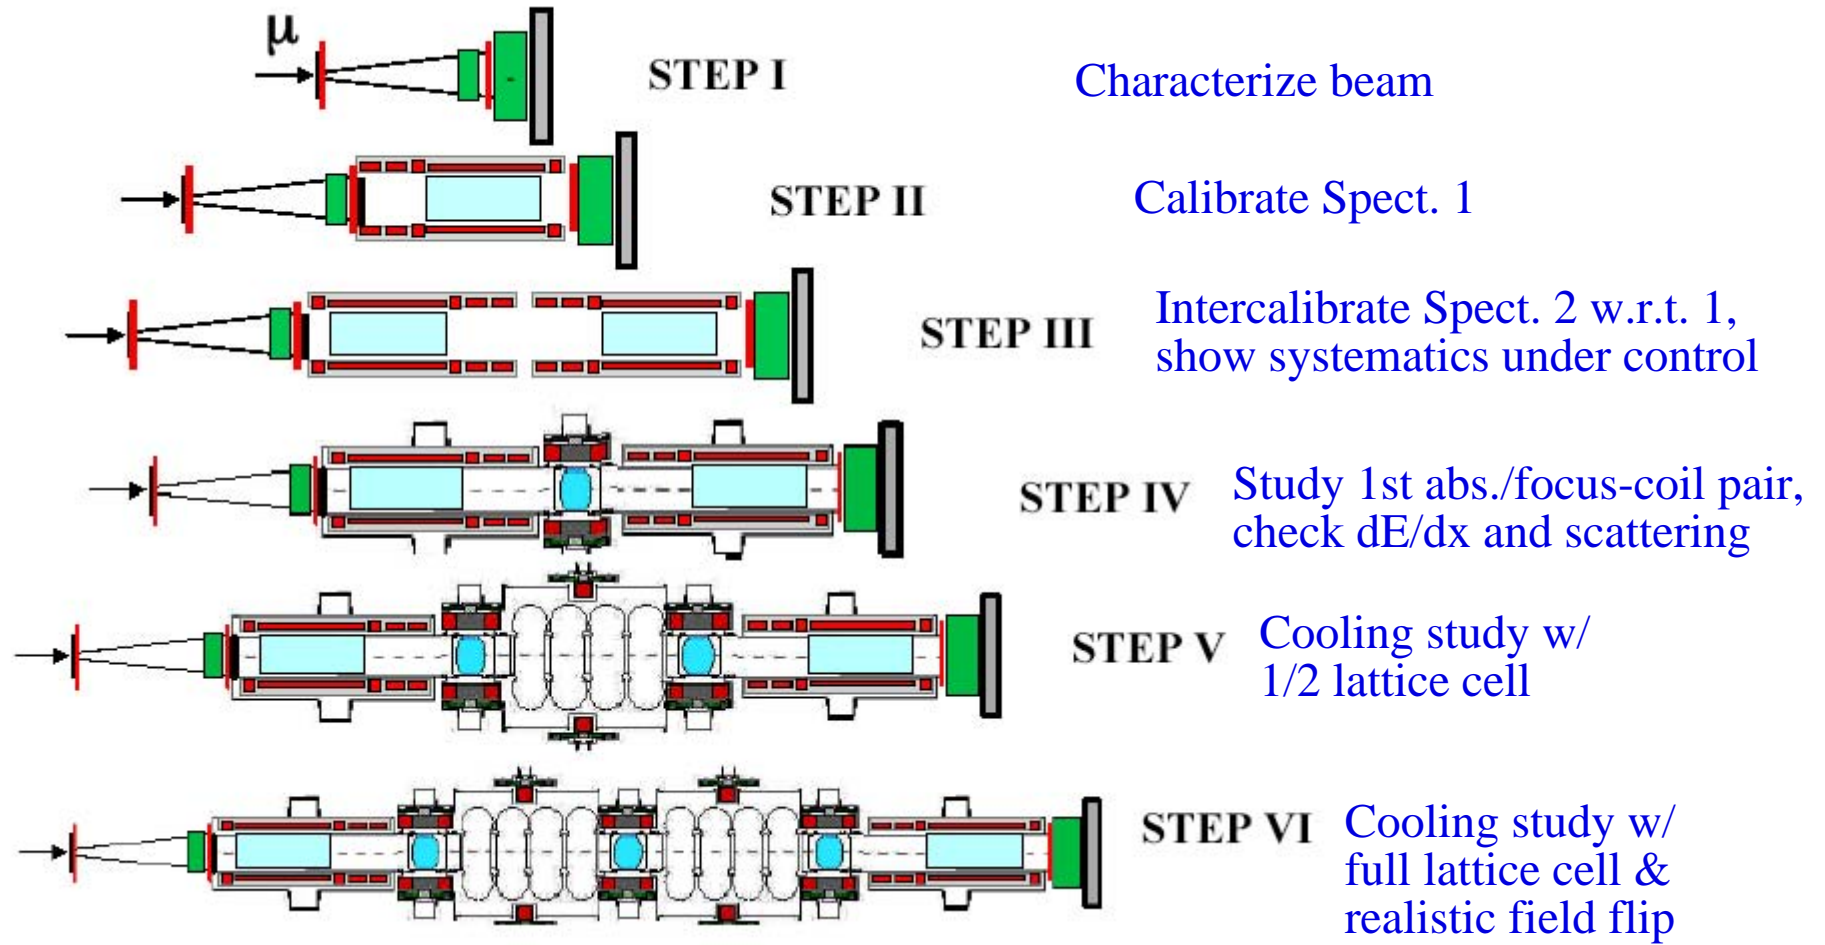 μ
STEP I
Characterize beam
STEP II
Calibrate Spect. 1
STEP III
Intercalibrate Spect. 2 w.r.t. 1,
show systematics under control
STEP IV
Study 1st abs./focus-coil pair,
check dE/dx and scattering
STEP V
Cooling study w/
1/2 lattice cell
STEP VI
Cooling study w/
full lattice cell &
realistic field flip